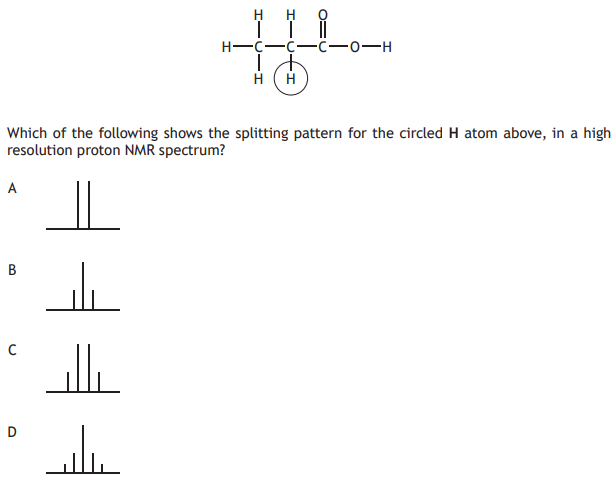 H H O
H C C C O H
H H
Which of the following shows the splitting pattern for the circled H atom above, in a high
resolution proton NMR spectrum?
A
B
C
D